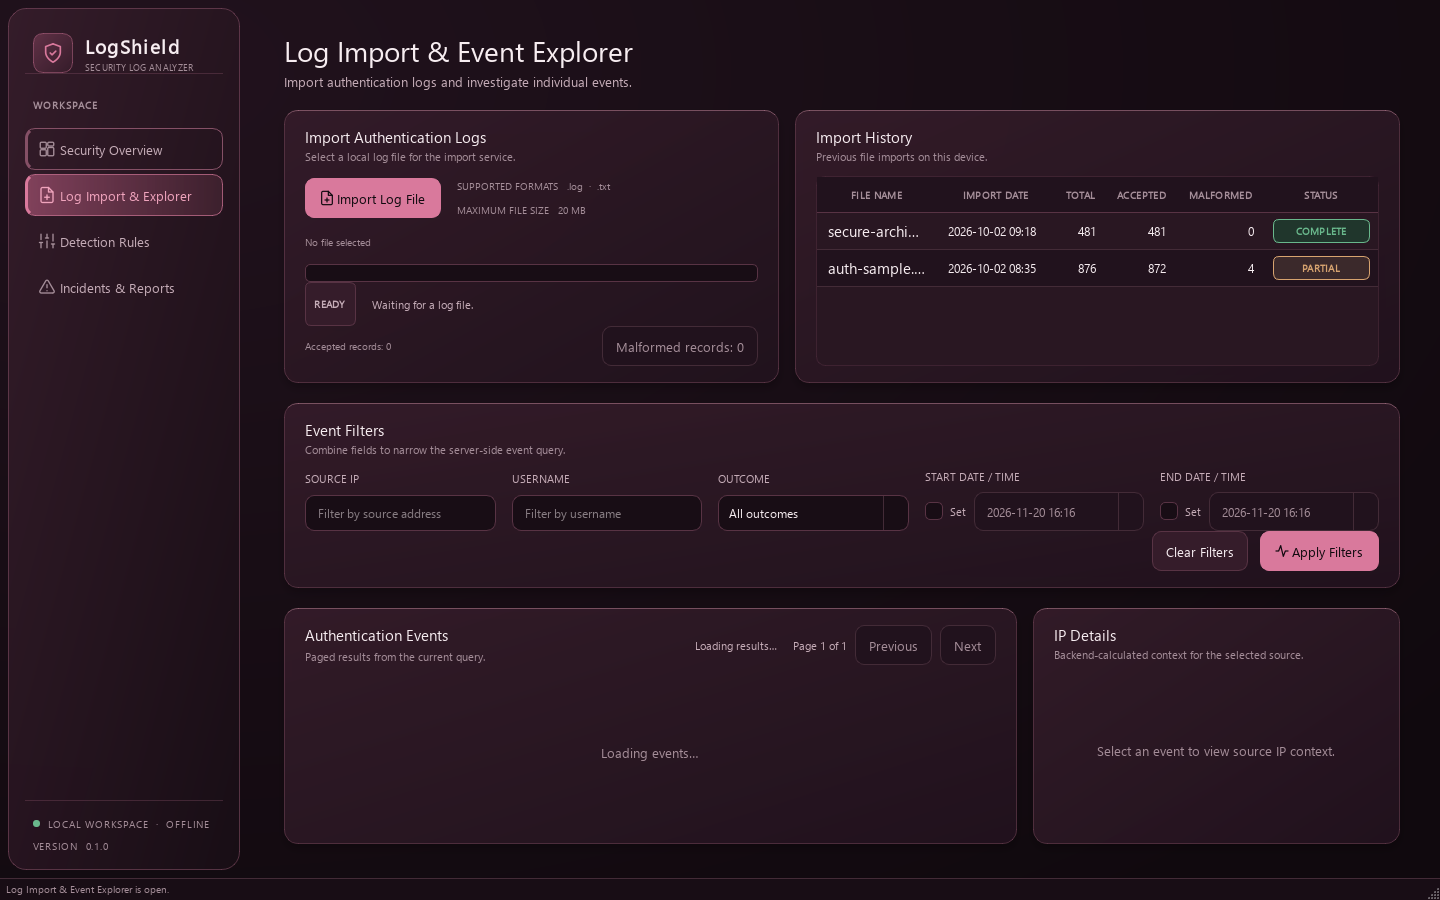 LogShield
SECURITY LOG ANALYZER
WORKSPACE
Security Overview
Log Import & Explorer
Detection Rules
Incidents & Reports
LOCAL WORKSPACE · OFFLINE
VERSION 0.1.0
Log Import & Event Explorer
Import authentication logs and investigate individual events.
Import Authentication Logs
Select a local log file for the import service.
Import Log File
SUPPORTED FORMATS .log · .txt
MAXIMUM FILE SIZE 20 MB
No file selected
READY Waiting for a log file.
Accepted records: 0 Malformed records: 0
Import History
Previous file imports on this device.
FILE NAME IMPORT DATE TOTAL ACCEPTED MALFORMED STATUS
secure-archi... 2026-10-02 09:18 481 481 0 COMPLETE
auth-sample.... 2026-10-02 08:35 876 872 4 PARTIAL
Event Filters
Combine fields to narrow the server-side event query.
SOURCE IP USERNAME OUTCOME START DATE / TIME END DATE / TIME
Filter by source address Filter by username All outcomes Set 2026-11-20 16:16 Set 2026-11-20 16:16
Clear Filters Apply Filters
Authentication Events
Paged results from the current query.
Loading results... Page 1 of 1 Previous Next
Loading events...
IP Details
Backend-calculated context for the selected source.
Select an event to view source IP context.
Log Import & Event Explorer is open.